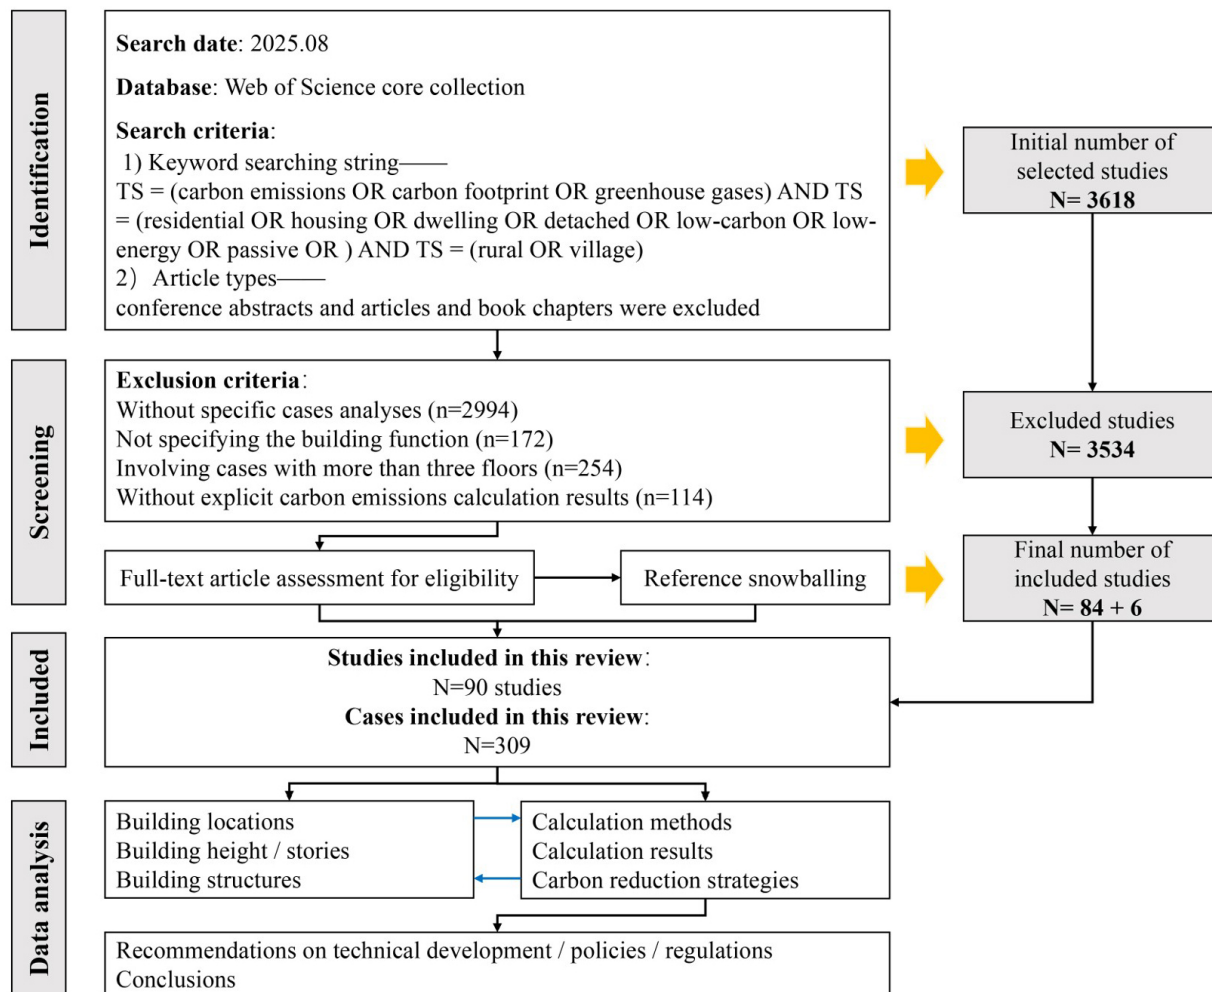 Identification
Search date: 2025.08
Database: Web of Science core collection
Search criteria:
1) Keyword searching string——
TS = (carbon emissions OR carbon footprint OR greenhouse gases) AND TS
= (residential OR housing OR dwelling OR detached OR low-carbon OR low-
energy OR passive OR ) AND TS = (rural OR village)
2）Article types——
conference abstracts and articles and book chapters were excluded
Initial number of
selected studies
N= 3618
Screening
Exclusion criteria:
Without specific cases analyses (n=2994)
Not specifying the building function (n=172)
Involving cases with more than three floors (n=254)
Without explicit carbon emissions calculation results (n=114)
Excluded studies
N= 3534
Full-text article assessment for eligibility
Reference snowballing
Final number of
included studies
N= 84 + 6
Included
Studies included in this review:
N=90 studies
Cases included in this review:
N=309
Data analysis
Building locations
Building height / stories
Building structures
Calculation methods
Calculation results
Carbon reduction strategies
Recommendations on technical development / policies / regulations
Conclusions